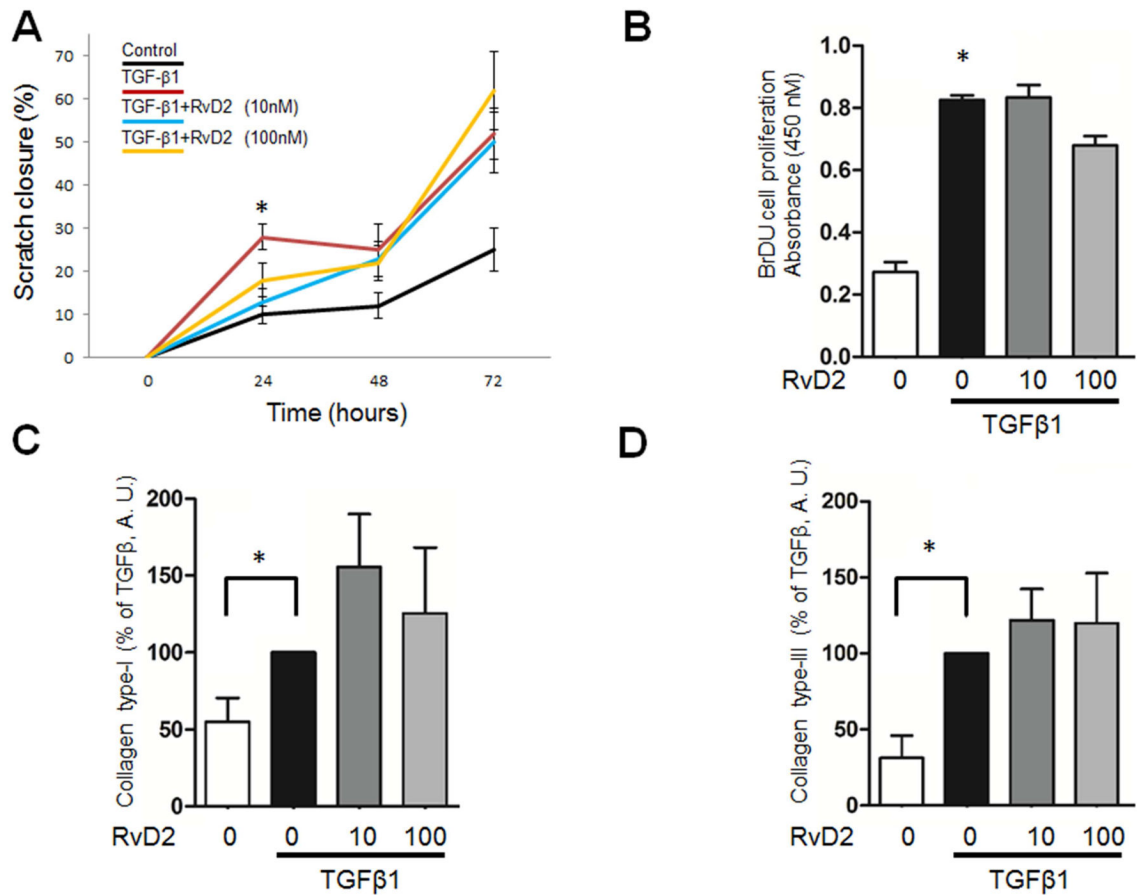 A
Control
TGF-β1
TGF-β1+RvD2 (10nM)
TGF-β1+RvD2 (100nM)
*
Scratch closure (%)
70
60
50
40
30
20
10
0
0 24 48 72
Time (hours)
B
*
BrDU cell proliferation
Absorbance (450 nM)
1.0
0.8
0.6
0.4
0.2
0.0
RvD2 0 0 10 100
TGFβ1
C
*
Collagen type-I (% of TGFβ, A. U.)
200
150
100
50
0
RvD2 0 0 10 100
TGFβ1
D
*
Collagen type-III (% of TGFβ, A. U.)
200
150
100
50
0
RvD2 0 0 10 100
TGFβ1